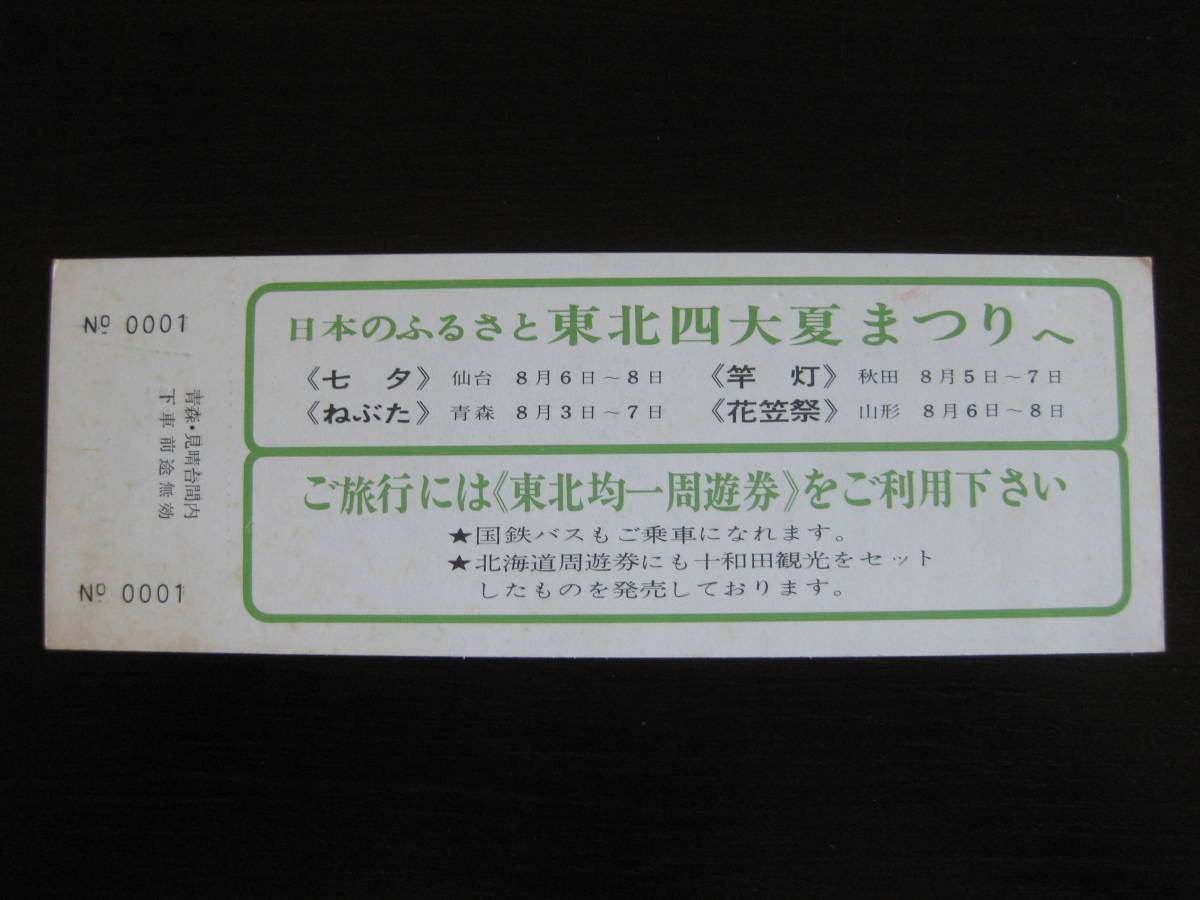 日本のふるさと東北四大夏まつりへ
《七夕》 仙台 8月6日～8日
《竿灯》 秋田 8月5日～7日
《ねぶた》 青森 8月3日～7日
《花笠祭》 山形 8月6日～8日
ご旅行には《東北均一周遊券》をご利用下さい
★国鉄バスもご乗車になれます。
★北海道周遊券にも十和田観光をセット
したものを発売しております。
№ 0001
青森・見晴台間内
下車前途無効
№ 0001